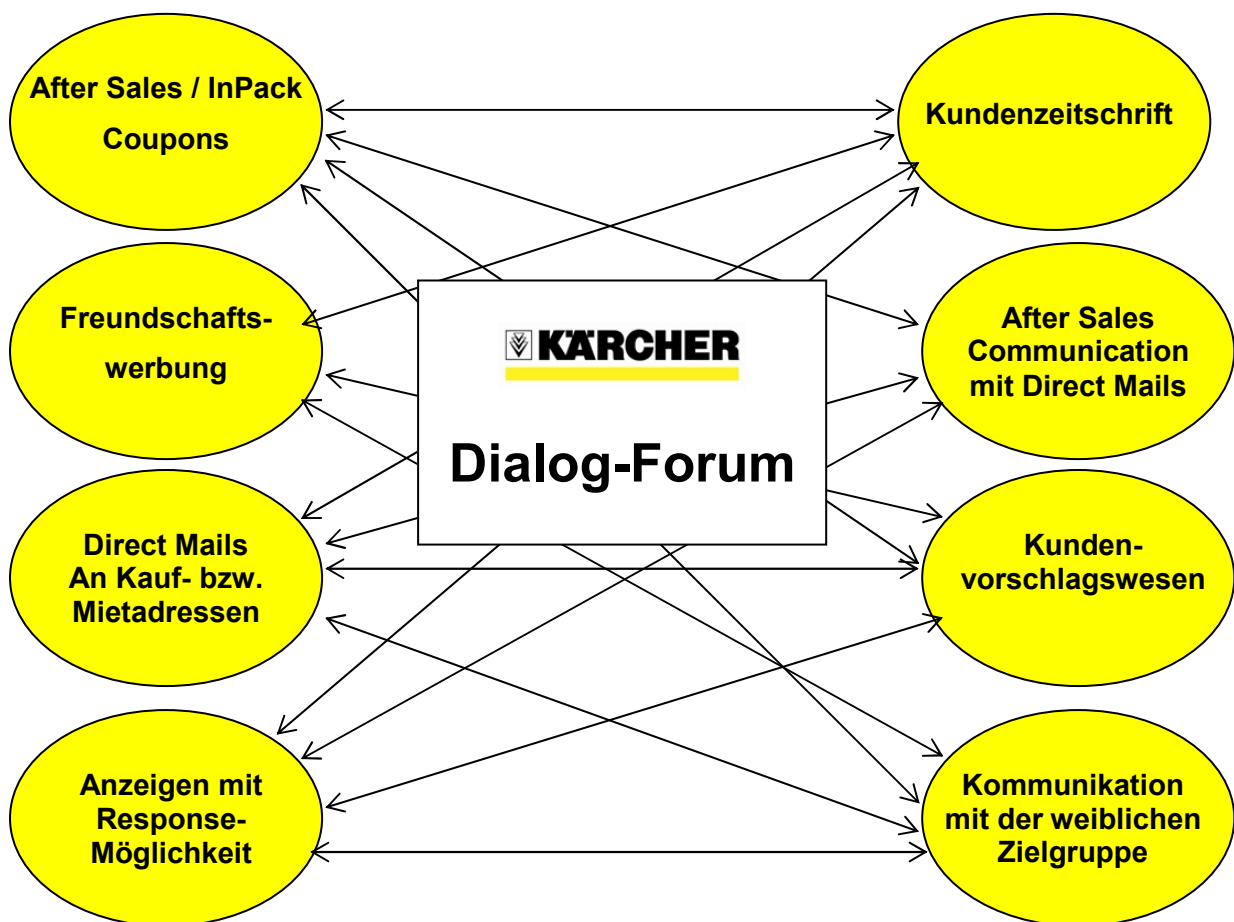 After Sales / InPack
Coupons
Kundenzeitschrift
Freundschafts-
werbung
KÄRCHER
Dialog-Forum
After Sales
Communication
mit Direct Mails
Direct Mails
An Kauf- bzw.
Mietadressen
Kunden-
vorschlagswesen
Anzeigen mit
Response-
Möglichkeit
Kommunikation
mit der weiblichen
Zielgruppe